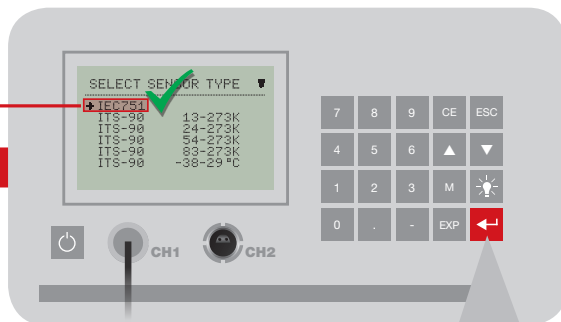 SELECT SENSOR TYPE
IEC751
ITS-90 13-273K
ITS-90 24-273K
ITS-90 54-273K
ITS-90 83-273K
ITS-90 -38-29°C
7 8 9 CE ESC
4 5 6
1 2 3 M
0 . - EXP
CH1 CH2